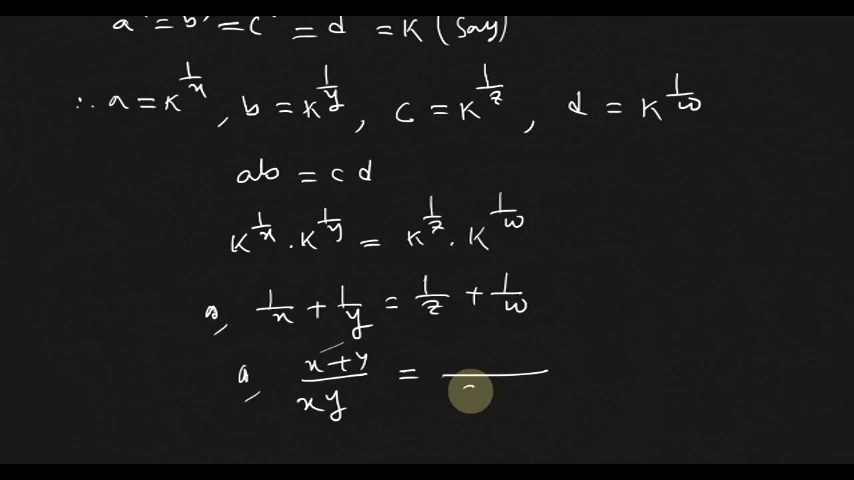 a = b = c = d = K (Say)
∴ a = K^{1/x}, b = K^{1/y}, c = K^{1/z}, d = K^{1/w}
ab = cd
K^{1/x} . K^{1/y} = K^{1/z} . K^{1/w}
1/x + 1/y = 1/z + 1/w
(x+y)/(xy) =